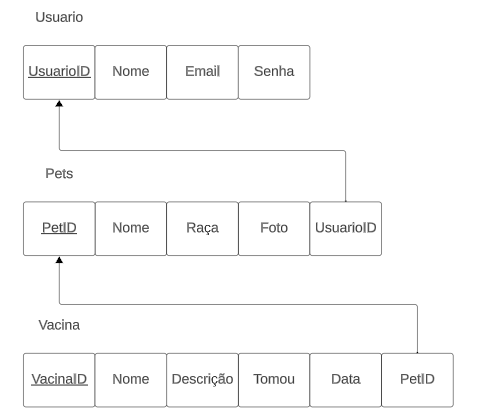 Usuario
UsuarioID Nome Email Senha
Pets
PetID Nome Raça Foto UsuarioID
Vacina
VacinaID Nome Descrição Tomou Data PetID